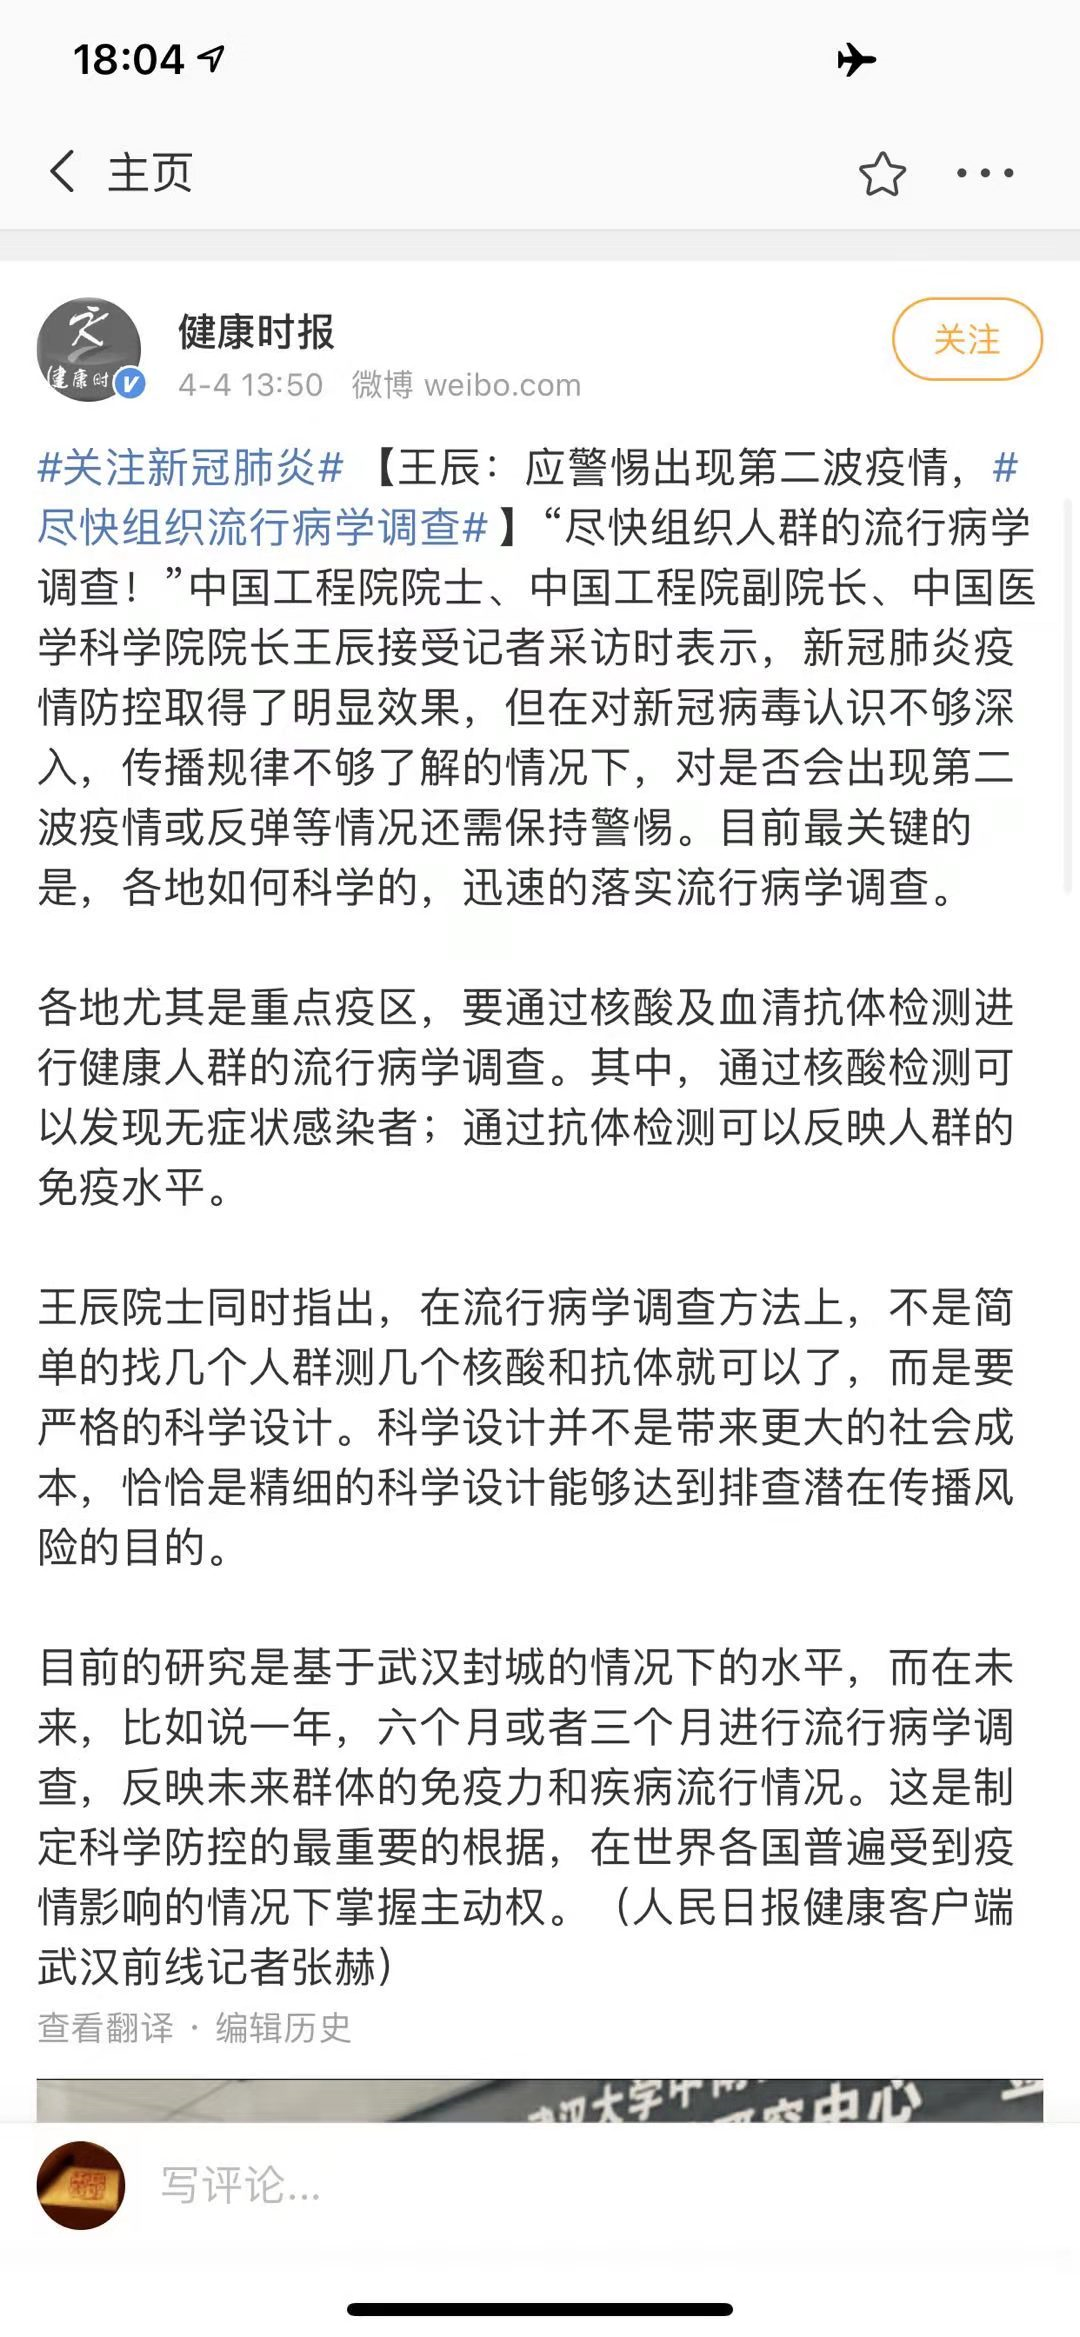 18:04
主页
健康时报
关注
健康时
4-4 13:50 微博 weibo.com
#关注新冠肺炎#【王辰：应警惕出现第二波疫情，#
尽快组织流行病学调查#】“尽快组织人群的流行病学
调查！”中国工程院院士、中国工程院副院长、中国医
学科学院院长王辰接受记者采访时表示，新冠肺炎疫
情防控取得了明显效果，但在对新冠病毒认识不够深
入，传播规律不够了解的情况下，对是否会出现第二
波疫情或反弹等情况还需保持警惕。目前最关键的
是，各地如何科学的，迅速的落实流行病学调查。
各地尤其是重点疫区，要通过核酸及血清抗体检测进
行健康人群的流行病学调查。其中，通过核酸检测可
以发现无症状感染者；通过抗体检测可以反映人群的
免疫水平。
王辰院士同时指出，在流行病学调查方法上，不是简
单的找几个人群测几个核酸和抗体就可以了，而是要
严格的科学设计。科学设计并不是带来更大的社会成
本，恰恰是精细的科学设计能够达到排查潜在传播风
险的目的。
目前的研究是基于武汉封城的情况下的水平，而在未
来，比如说一年，六个月或者三个月进行流行病学调
查，反映未来群体的免疫力和疾病流行情况。这是制
定科学防控的最重要的根据，在世界各国普遍受到疫
情影响的情况下掌握主动权。（人民日报健康客户端
武汉前线记者张赫）
查看翻译 · 编辑历史
武汉大学中南
研究中心
写评论...